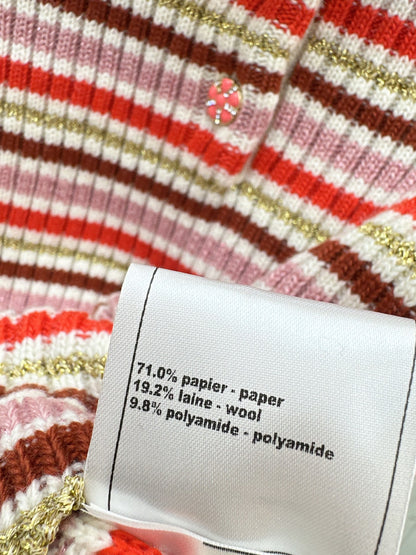 71.0% papier - paper
19.2% laine - wool
9.8% polyamide - polyamide